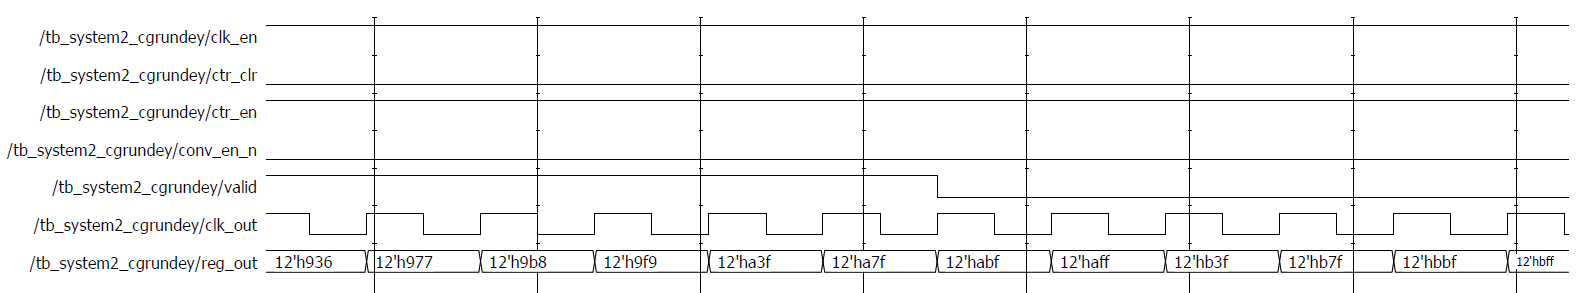 /tb_system2_cgrundey/clk_en
/tb_system2_cgrundey/ctr_clr
/tb_system2_cgrundey/ctr_en
/tb_system2_cgrundey/conv_en_n
/tb_system2_cgrundey/valid
/tb_system2_cgrundey/clk_out
/tb_system2_cgrundey/reg_out 12'h936 12'h977 12'h9b8 12'h9f9 12'ha3f 12'ha7f 12'habf 12'haff 12'hb3f 12'hb7f 12'hbbf 12'hbff